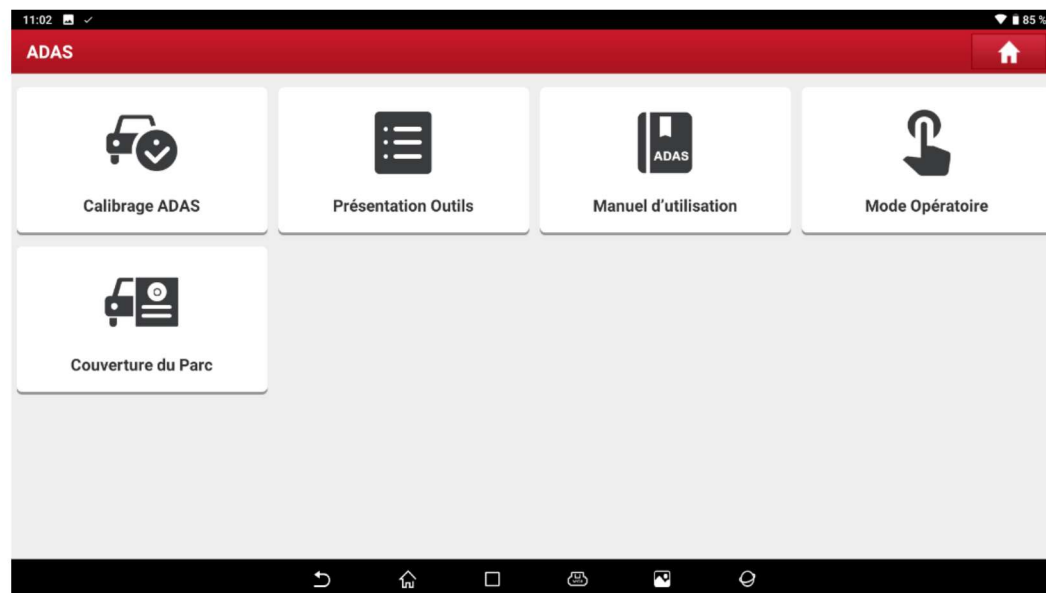 11:02
85 %
ADAS
Calibrage ADAS
Présentation Outils
ADAS
Manuel d’utilisation
Mode Opératoire
Couverture du Parc